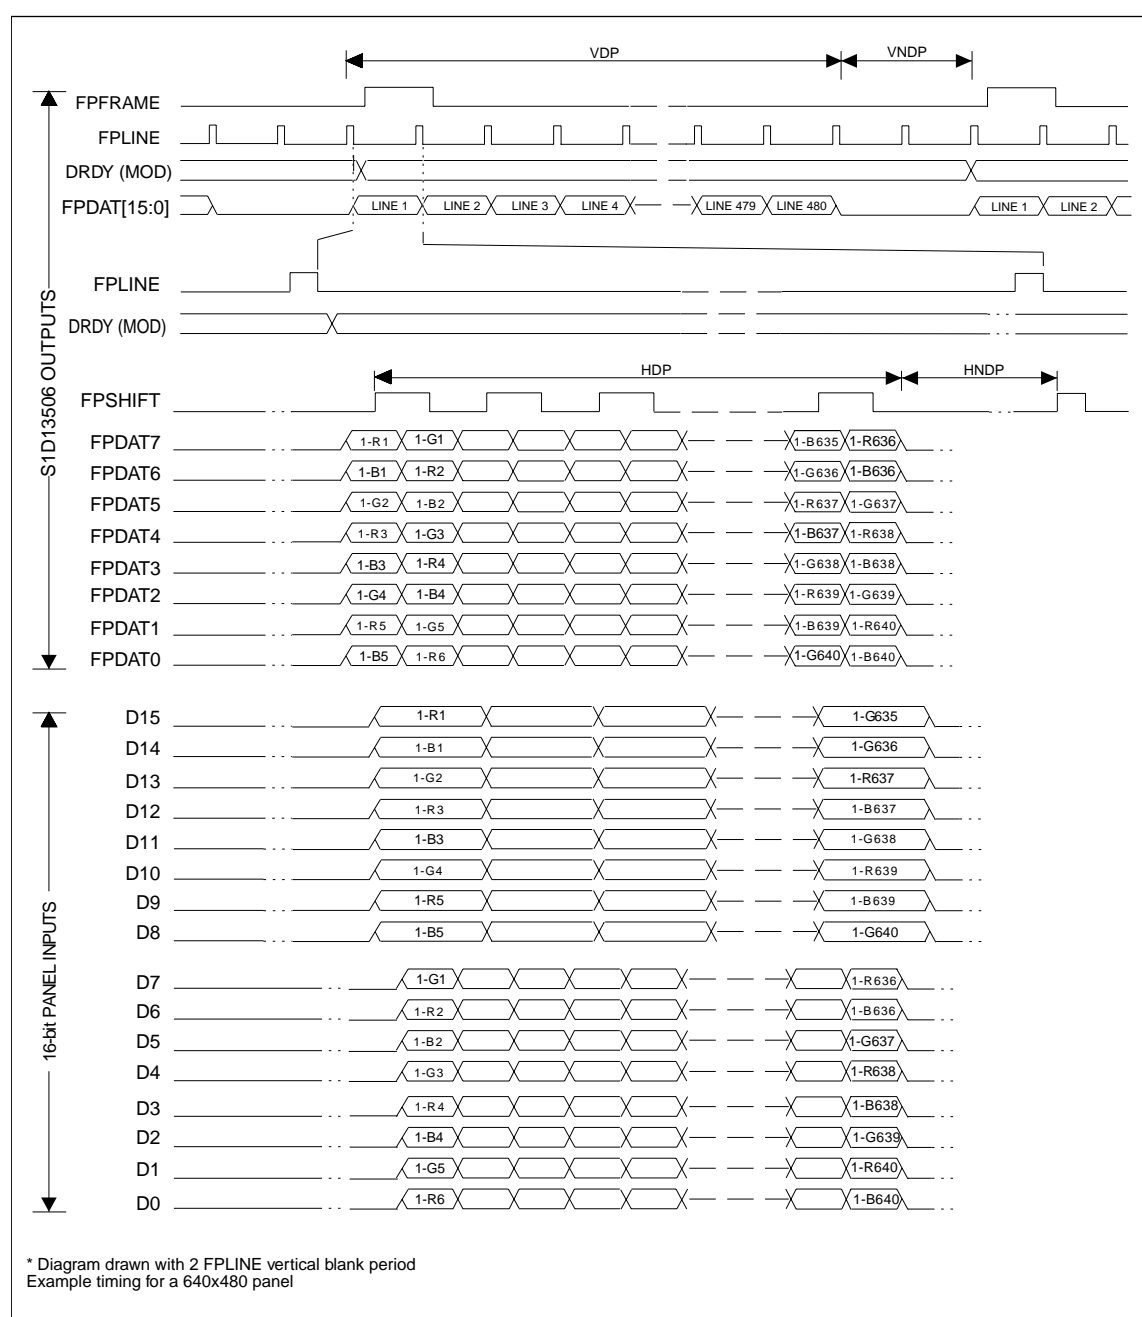 VDP VNDP
FPFRAME
FPLINE
DRDY (MOD)
FPDAT[15:0] LINE 1 LINE 2 LINE 3 LINE 4 LINE 479 LINE 480 LINE 1 LINE 2
FPLINE
DRDY (MOD)
HDP HNDP
FPSHIFT
FPDAT7 1-R1 1-G1 1-B635 1-R636
FPDAT6 1-B1 1-R2 1-G636 1-B636
FPDAT5 1-G2 1-B2 1-R637 1-G637
FPDAT4 1-R3 1-G3 1-B637 1-R638
FPDAT3 1-B3 1-R4 1-G638 1-B638
FPDAT2 1-G4 1-B4 1-R639 1-G639
FPDAT1 1-R5 1-G5 1-B639 1-R640
FPDAT0 1-B5 1-R6 1-G640 1-B640
S1D13506 OUTPUTS
D15 1-R1 1-G635
D14 1-B1 1-G636
D13 1-G2 1-R637
D12 1-R3 1-B637
D11 1-B3 1-G638
D10 1-G4 1-R639
D9 1-R5 1-B639
D8 1-B5 1-G640
D7 1-G1 1-R636
D6 1-R2 1-B636
D5 1-B2 1-G637
D4 1-G3 1-R638
D3 1-R4 1-B638
D2 1-B4 1-G639
D1 1-G5 1-R640
D0 1-R6 1-B640
16-bit PANEL INPUTS
* Diagram drawn with 2 FPLINE vertical blank period
Example timing for a 640x480 panel